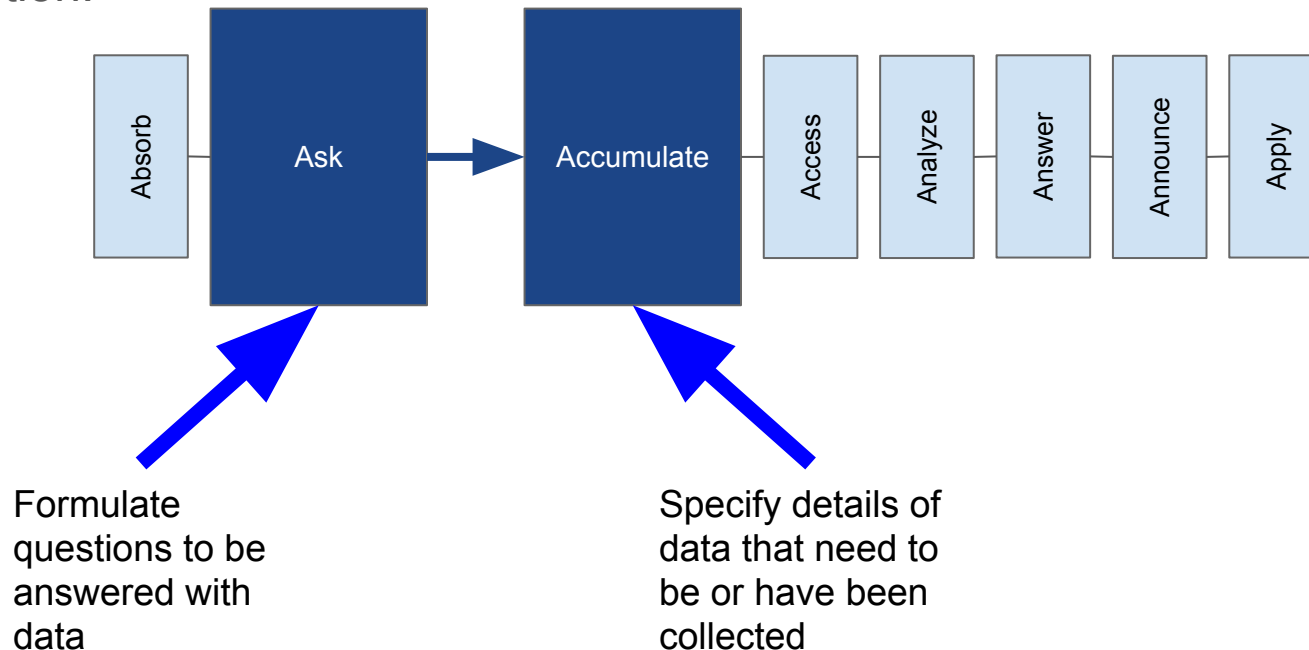 Absorb
Ask
Accumulate
Access
Analyze
Answer
Announce
Apply
Formulate
questions to be
answered with
data
Specify details of
data that need to
be or have been
collected